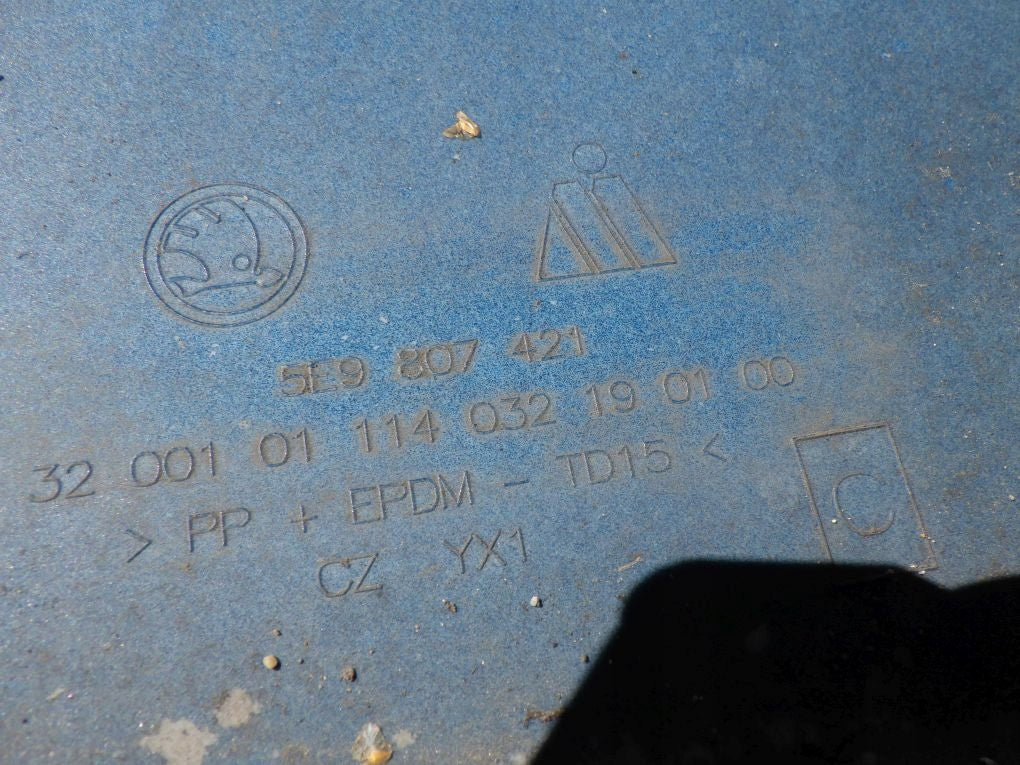 5E9 807 421
32 001 01 114 032 19 01 00
> PP + EPDM - TD15 <
C
CZ YX1